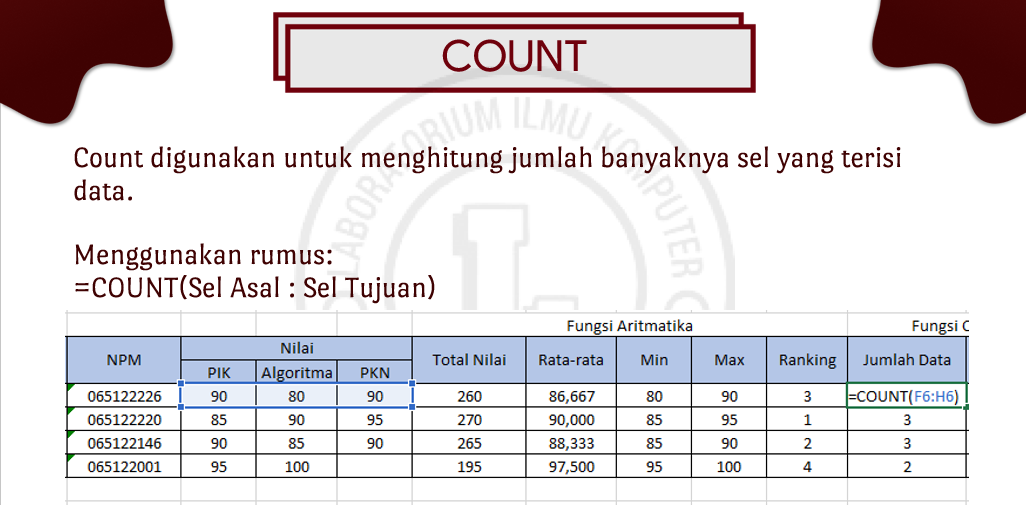 COUNT
LABORATORIUM ILMU KOMPUTER
Count digunakan untuk menghitung jumlah banyaknya sel yang terisi
data.
Menggunakan rumus:
=COUNT(Sel Asal : Sel Tujuan)
Fungsi Aritmatika Fungsi C
NPM Nilai Total Nilai Rata-rata Min Max Ranking Jumlah Data
PIK Algoritma PKN
065122226 90 80 90 260 86,667 80 90 3 =COUNT(F6:H6)
065122220 85 90 95 270 90,000 85 95 1 3
065122146 90 85 90 265 88,333 85 90 2 3
065122001 95 100 195 97,500 95 100 4 2